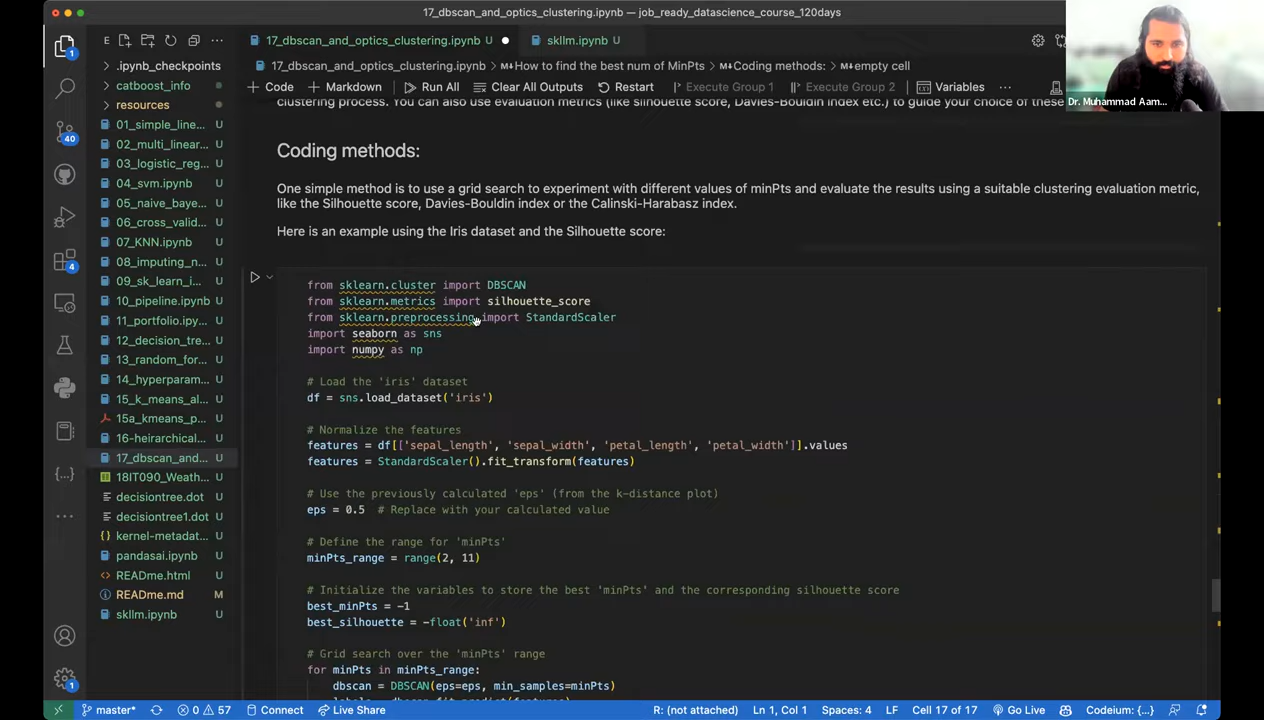 17_dbscan_and_optics_clustering.ipynb — job_ready_datascience_course_120days
E
17_dbscan_and_optics_clustering.ipynb U
skllm.ipynb U
17_dbscan_and_optics_clustering.ipynb > M↓How to find the best num of MinPts > M↓Coding methods: > M↓empty cell
+ Code + Markdown Run All Clear All Outputs Restart Execute Group 1 Execute Group 2 Variables ...
Dr. Muhammad Aam...
clustering process. You can also use evaluation metrics (like silhouette score, Davies-Bouldin index etc.) to guide your choice of these
Coding methods:
One simple method is to use a grid search to experiment with different values of minPts and evaluate the results using a suitable clustering evaluation metric,
like the Silhouette score, Davies-Bouldin index or the Calinski-Harabasz index.
Here is an example using the Iris dataset and the Silhouette score:
from sklearn.cluster import DBSCAN
from sklearn.metrics import silhouette_score
from sklearn.preprocessing import StandardScaler
import seaborn as sns
import numpy as np
# Load the 'iris' dataset
df = sns.load_dataset('iris')
# Normalize the features
features = df[['sepal_length', 'sepal_width', 'petal_length', 'petal_width']].values
features = StandardScaler().fit_transform(features)
# Use the previously calculated 'eps' (from the k-distance plot)
eps = 0.5 # Replace with your calculated value
# Define the range for 'minPts'
minPts_range = range(2, 11)
# Initialize the variables to store the best 'minPts' and the corresponding silhouette score
best_minPts = -1
best_silhouette = -float('inf')
# Grid search over the 'minPts' range
for minPts in minPts_range:
dbscan = DBSCAN(eps=eps, min_samples=minPts)
.ipynb_checkpoints
catboost_info
resources
01_simple_line... U
02_multi_linear... U
03_logistic_reg... U
04_svm.ipynb U
05_naive_baye... U
06_cross_valid... U
07_KNN.ipynb U
08_imputing_n... U
09_sk_learn_i... U
10_pipeline.ipynb U
11_portfolio.ipy... U
12_decision_tre... U
13_random_for... U
14_hyperparam... U
15_k_means_al... U
15a_kmeans_p... U
16-heirarchical... U
17_dbscan_and... U
18IT090_Weath... U
decisiontree.dot U
decisiontree1.dot U
kernel-metadat... U
pandasai.ipynb U
READme.html U
READme.md M
skllm.ipynb U
1
40
4
1
master* 0 57 Connect Live Share R: (not attached) Ln 1, Col 1 Spaces: 4 LF Cell 17 of 17 Go Live Codeium: {...}